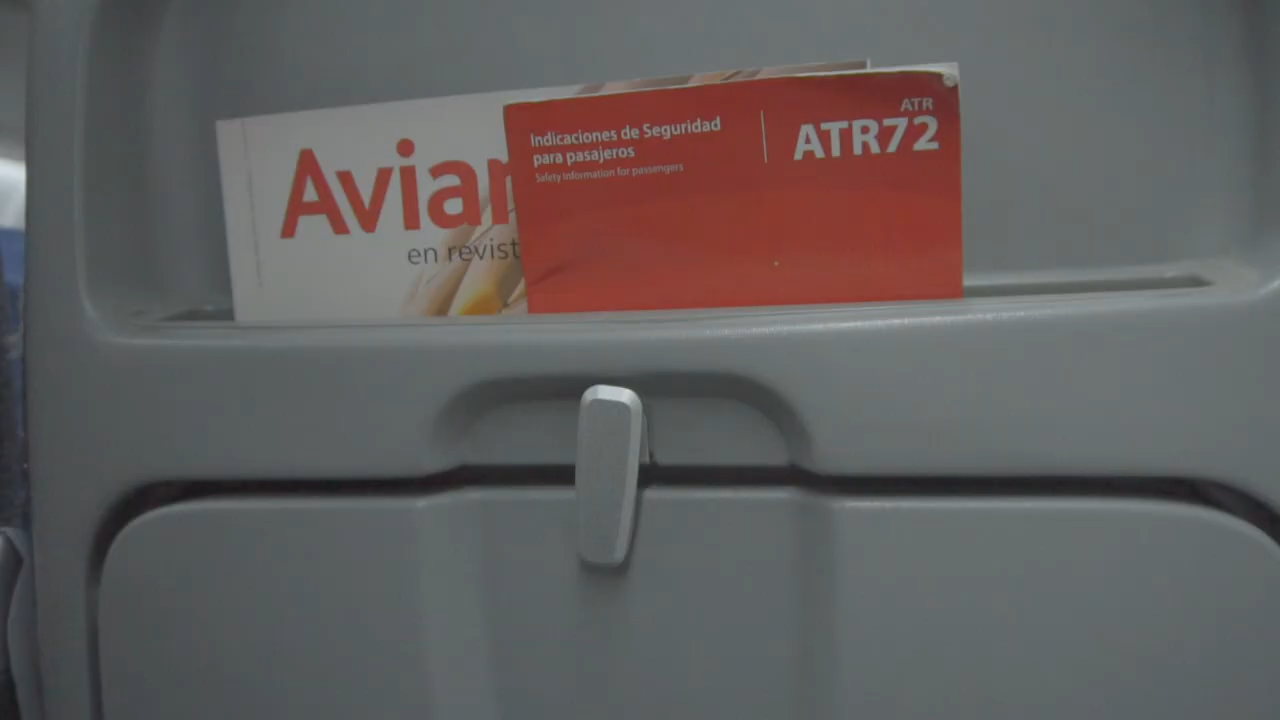 Avian
en revist
Indicaciones de Seguridad
para pasajeros
Safety Information for passengers
ATR
ATR72